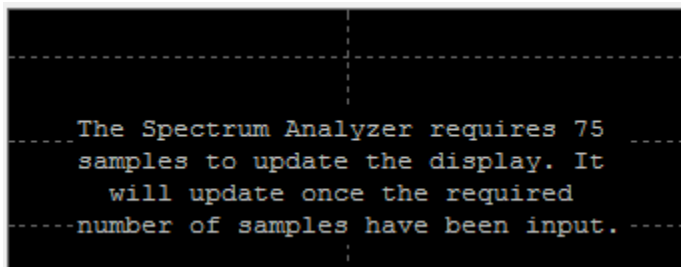 The Spectrum Analyzer requires 75
samples to update the display. It
will update once the required
number of samples have been input.